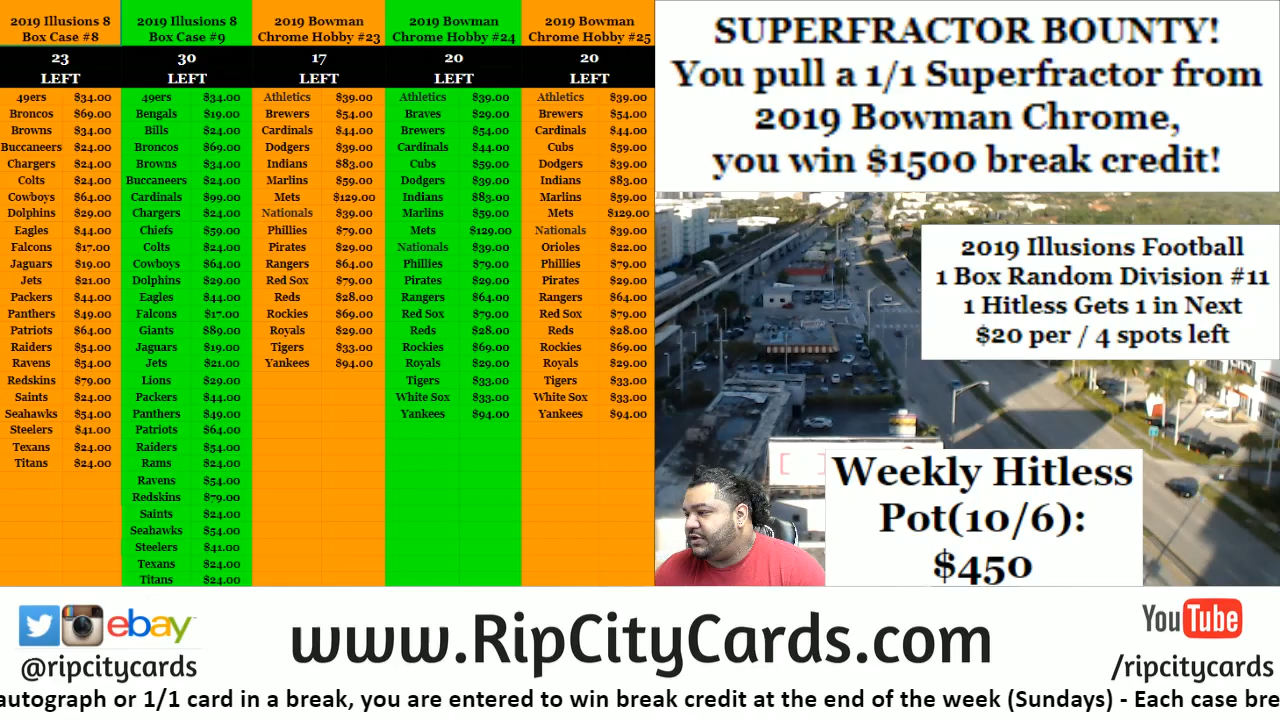 2019 Illusions 8
Box Case #8
23
LEFT
49ers $34.00
Broncos $69.00
Browns $34.00
Buccaneers $24.00
Chargers $24.00
Colts $24.00
Cowboys $64.00
Dolphins $29.00
Eagles $44.00
Falcons $17.00
Jaguars $19.00
Jets $21.00
Packers $44.00
Panthers $49.00
Patriots $64.00
Raiders $54.00
Ravens $54.00
Redskins $79.00
Saints $24.00
Seahawks $54.00
Steelers $41.00
Texans $24.00
Titans $24.00
2019 Illusions 8
Box Case #9
30
LEFT
49ers $34.00
Bengals $19.00
Bills $24.00
Broncos $69.00
Browns $34.00
Buccaneers $24.00
Cardinals $99.00
Chargers $24.00
Chiefs $59.00
Colts $24.00
Cowboys $64.00
Dolphins $29.00
Eagles $44.00
Falcons $17.00
Giants $89.00
Jaguars $19.00
Jets $21.00
Lions $29.00
Packers $44.00
Panthers $49.00
Patriots $64.00
Raiders $54.00
Rams $24.00
Ravens $54.00
Redskins $79.00
Saints $24.00
Seahawks $54.00
Steelers $41.00
Texans $24.00
Titans $24.00
2019 Bowman
Chrome Hobby #23
17
LEFT
Athletics $39.00
Brewers $54.00
Cardinals $44.00
Dodgers $39.00
Indians $83.00
Marlins $59.00
Mets $129.00
Nationals $39.00
Phillies $79.00
Pirates $29.00
Rangers $64.00
Red Sox $79.00
Reds $28.00
Rockies $69.00
Royals $29.00
Tigers $33.00
Yankees $94.00
2019 Bowman
Chrome Hobby #24
20
LEFT
Athletics $39.00
Braves $29.00
Brewers $54.00
Cardinals $44.00
Cubs $59.00
Dodgers $39.00
Indians $83.00
Marlins $59.00
Mets $129.00
Nationals $39.00
Phillies $79.00
Pirates $29.00
Rangers $64.00
Red Sox $79.00
Reds $28.00
Rockies $69.00
Royals $29.00
Tigers $33.00
White Sox $33.00
Yankees $94.00
2019 Bowman
Chrome Hobby #25
20
LEFT
Athletics $39.00
Brewers $54.00
Cardinals $44.00
Cubs $59.00
Dodgers $39.00
Indians $83.00
Marlins $59.00
Mets $129.00
Nationals $39.00
Orioles $22.00
Phillies $79.00
Pirates $29.00
Rangers $64.00
Red Sox $79.00
Reds $28.00
Rockies $69.00
Royals $29.00
Tigers $33.00
White Sox $33.00
Yankees $94.00
SUPERFRACTOR BOUNTY!
You pull a 1/1 Superfractor from
2019 Bowman Chrome,
you win $1500 break credit!
2019 Illusions Football
1 Box Random Division #11
1 Hitless Gets 1 in Next
$20 per / 4 spots left
Weekly Hitless
Pot(10/6):
$450
ebay
@ripcitycards
www.RipCityCards.com
YouTube
/ripcitycards
autograph or 1/1 card in a break, you are entered to win break credit at the end of the week (Sundays) - Each case bre